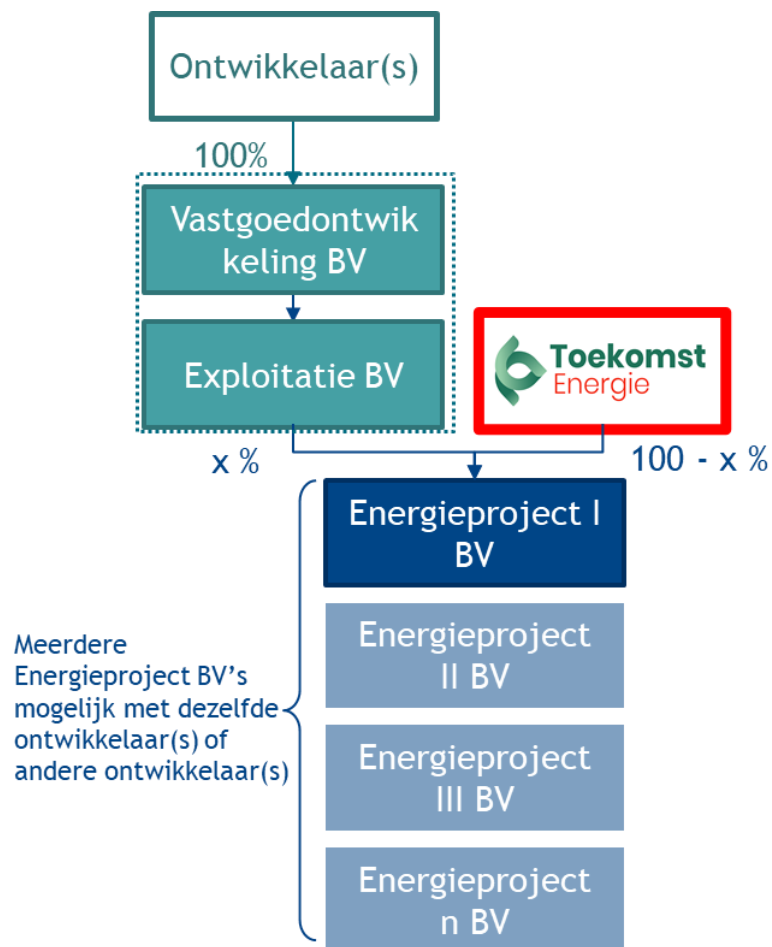 Ontwikkelaar(s)
100%
Vastgoedontwik
keling BV
Exploitatie BV
Toekomst
Energie
x %
100 - x %
Energieproject I
BV
Meerdere
Energieproject BV's
mogelijk met dezelfde
ontwikkelaar(s) of
andere ontwikkelaar(s)
Energieproject
II BV
Energieproject
III BV
Energieproject
n BV